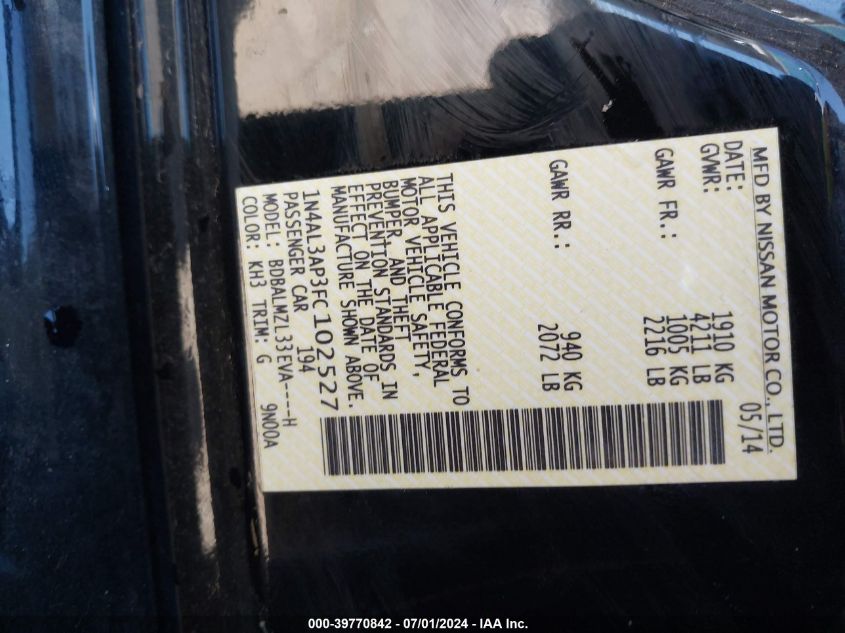 MFD BY NISSAN MOTOR CO., LTD.
DATE: 05/14
GVWR: 1910 KG
4211 LB
GAWR FR.: 1005 KG
2216 LB
GAWR RR.: 940 KG
2072 LB
THIS VEHICLE CONFORMS TO
ALL APPLICABLE FEDERAL
MOTOR VEHICLE SAFETY,
BUMPER, AND THEFT
PREVENTION STANDARDS IN
EFFECT ON THE DATE OF
MANUFACTURE SHOWN ABOVE.
1N4AL3AP3FC102527
PASSENGER CAR 194
MODEL: BDBALMZL33EVA----H
COLOR: KH3 TRIM: G 9N00A
000-39770842 - 07/01/2024 - IAA Inc.